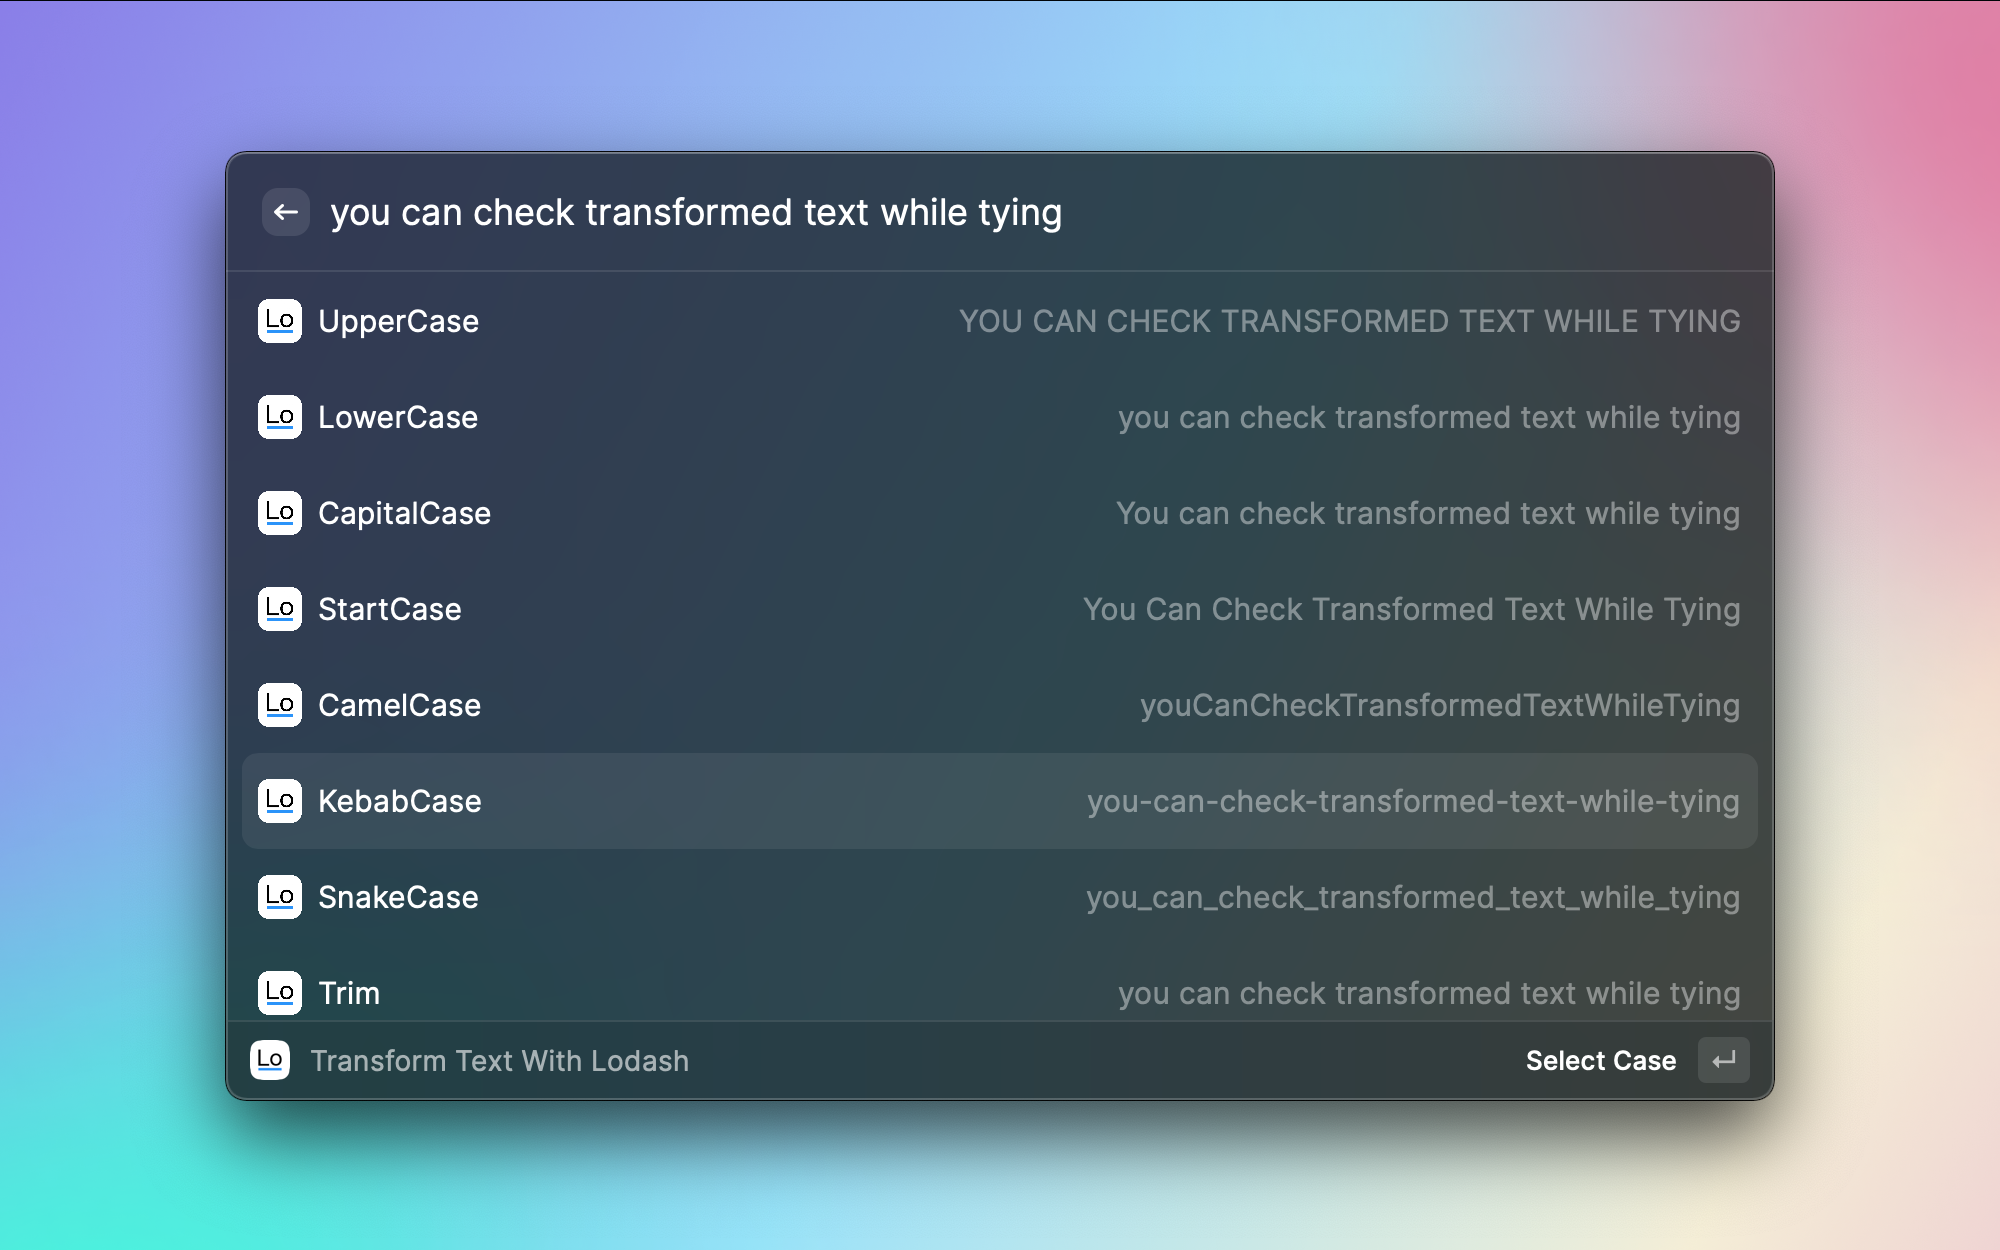 you can check transformed text while tying
Lo UpperCase YOU CAN CHECK TRANSFORMED TEXT WHILE TYING
Lo LowerCase you can check transformed text while tying
Lo CapitalCase You can check transformed text while tying
Lo StartCase You Can Check Transformed Text While Tying
Lo CamelCase youCanCheckTransformedTextWhileTying
Lo KebabCase you-can-check-transformed-text-while-tying
Lo SnakeCase you_can_check_transformed_text_while_tying
Lo Trim you can check transformed text while tying
Lo Transform Text With Lodash Select Case